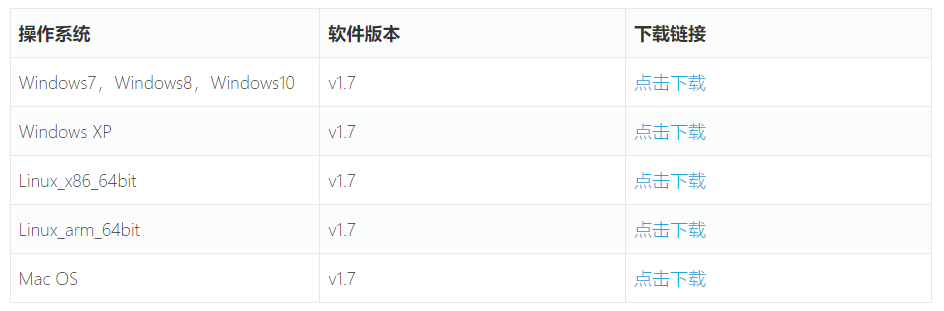 操作系统 软件版本 下载链接
Windows7，Windows8，Windows10 v1.7 点击下载
Windows XP v1.7 点击下载
Linux_x86_64bit v1.7 点击下载
Linux_arm_64bit v1.7 点击下载
Mac OS v1.7 点击下载